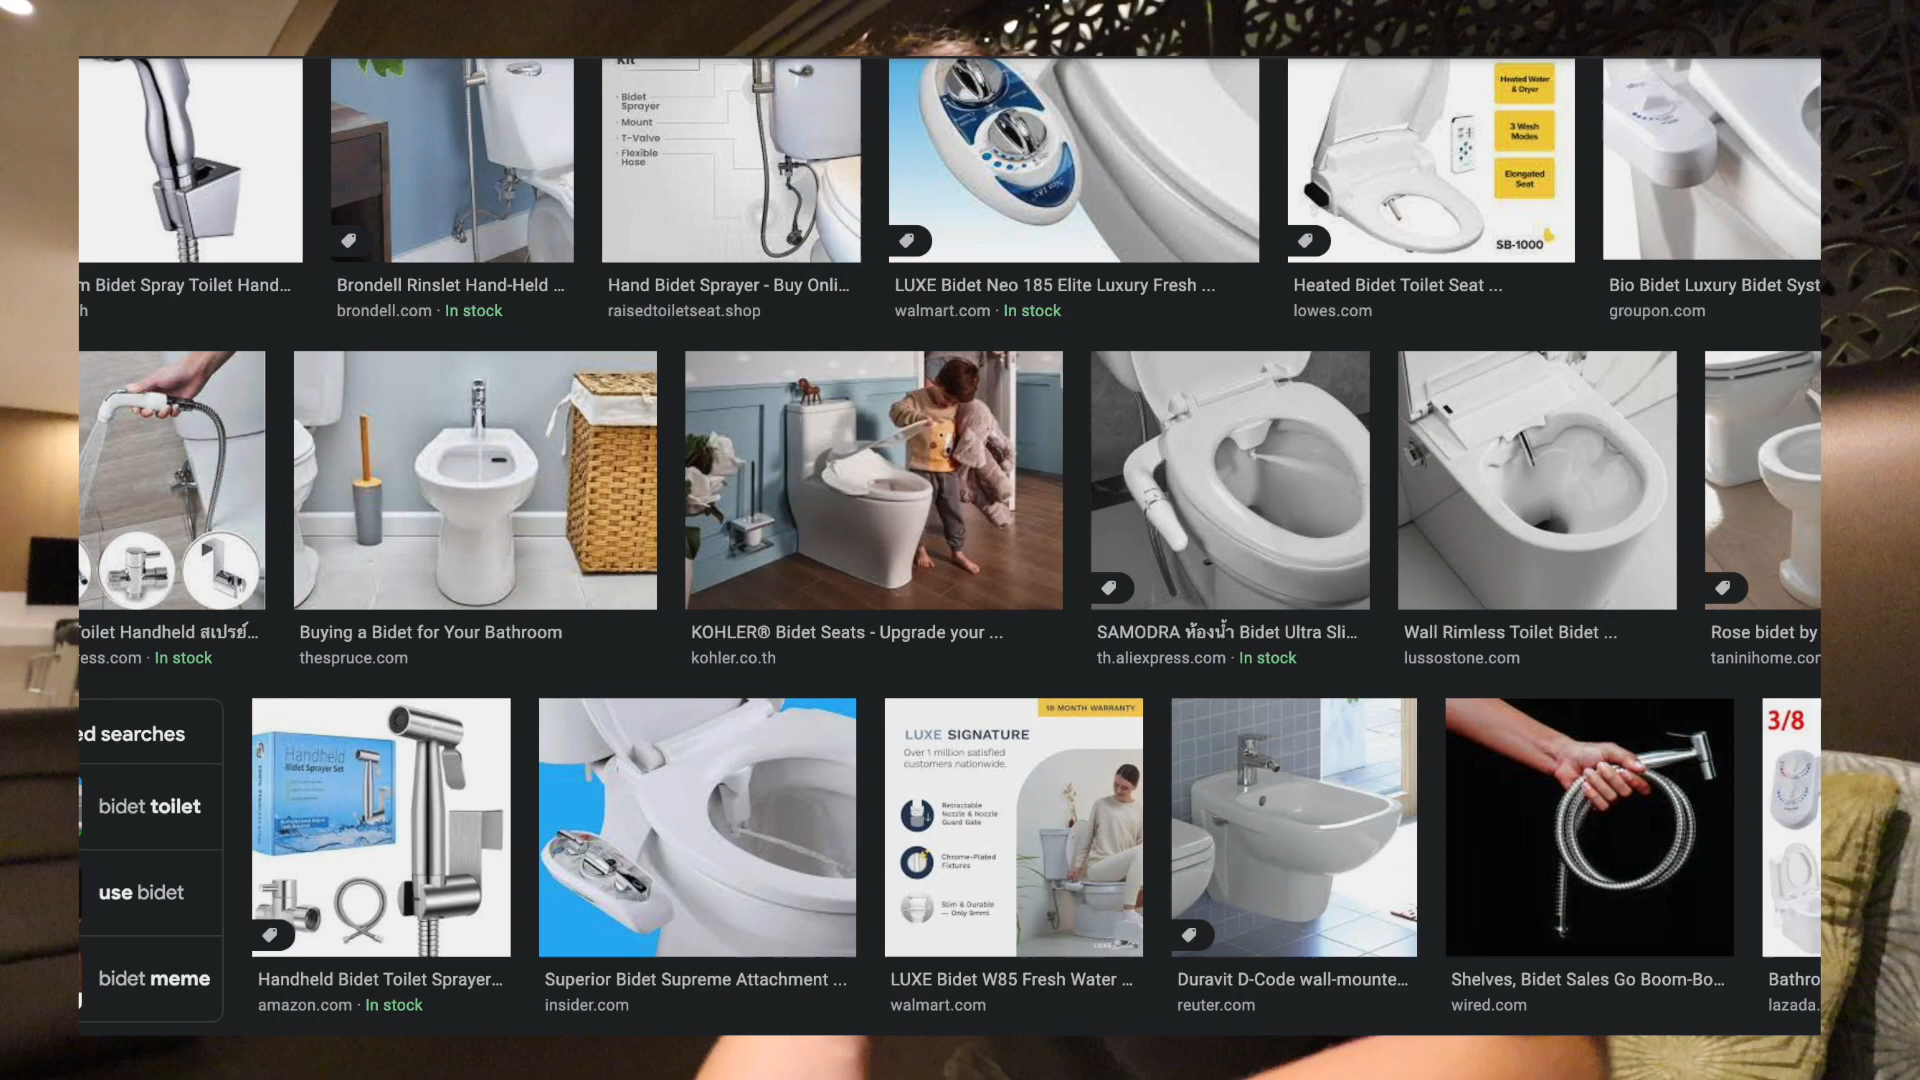 Kit
· Bidet
Sprayer
· Mount
· T-Valve
· Flexible
Hose
Neo 185
Heated Water
& Dryer
3 Wash
Modes
Elongated
Seat
SB-1000
m Bidet Spray Toilet Hand...
h
Brondell Rinslet Hand-Held ...
brondell.com · In stock
Hand Bidet Sprayer - Buy Onli...
raisedtoiletseat.shop
LUXE Bidet Neo 185 Elite Luxury Fresh ...
walmart.com · In stock
Heated Bidet Toilet Seat ...
lowes.com
Bio Bidet Luxury Bidet Syst
groupon.com
oilet Handheld สเปรย์...
ess.com · In stock
Buying a Bidet for Your Bathroom
thespruce.com
KOHLER® Bidet Seats - Upgrade your ...
kohler.co.th
SAMODRA ห้องน้ำ Bidet Ultra Sli...
th.aliexpress.com · In stock
Wall Rimless Toilet Bidet ...
lussostone.com
Rose bidet by
taninihome.com
ed searches
bidet toilet
use bidet
bidet meme
Handheld
Bidet Sprayer Set
18 MONTH WARRANTY
LUXE SIGNATURE
Over 1 million satisfied
customers nationwide.
Retractable
Nozzle & Nozzle
Guard Gate
Chrome-Plated
Fixtures
Slim & Durable
— Only 9mm!
LUXE Bidet
3/8
Handheld Bidet Toilet Sprayer...
amazon.com · In stock
Superior Bidet Supreme Attachment ...
insider.com
LUXE Bidet W85 Fresh Water ...
walmart.com
Duravit D-Code wall-mounte...
reuter.com
Shelves, Bidet Sales Go Boom-Bo...
wired.com
Bathro
lazada.